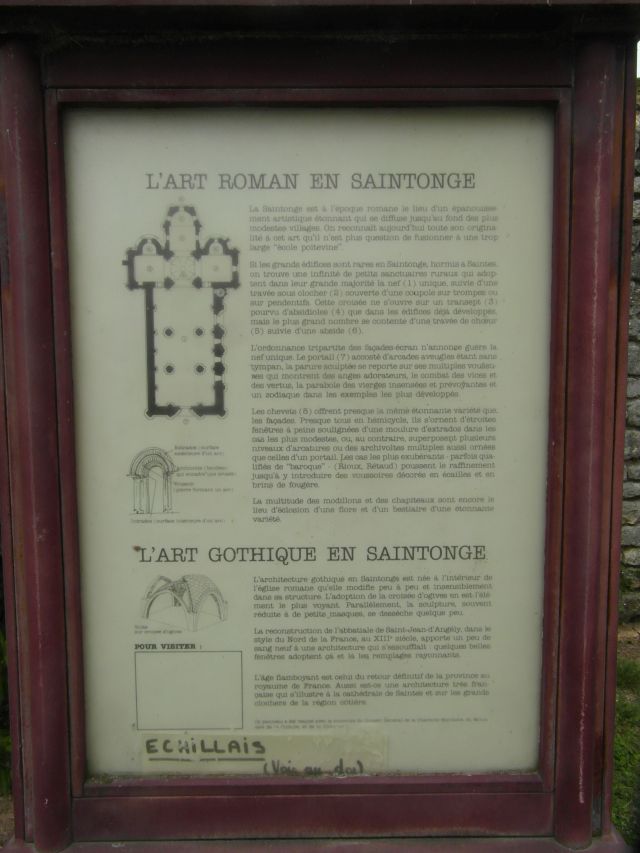 L'ART ROMAN EN SAINTONGE
La Saintonge est à l'époque romane le lieu d'un épanouisse-
ment artistique étonnant qui se diffuse jusqu'au fond des plus
modestes villages. On reconnaît aujourd'hui toute son origina-
lité à cet art qu'il n'est plus question de fusionner à une trop
large "école poitevine".
Si les grands édifices sont rares en Saintonge, hormis à Saintes,
on trouve une infinité de petits sanctuaires ruraux qui adop-
tent dans leur grande majorité la nef (1) unique, suivie d'une
travée sous clocher (2) couverte d'une coupole sur trompes ou
sur pendentifs. Cette croisée ne s'ouvre sur un transept (3)
pourvu d'absidioles (4) que dans les édifices déjà développés,
mais le plus grand nombre se contente d'une travée de chœur
(5) suivie d'une abside (6).
L'ordonnance tripartite des façades-écran n'annonce guère la
nef unique. Le portail (7) accosté d'arcades aveugles étant sans
tympan, la parure sculptée se reporte sur ses multiples voulsu-
res qui montrent des anges adorateurs, le combat des vices et
des vertus, la parabole des vierges insensées et prévoyantes et
un zodiaque dans les exemples les plus développés.
Les chevets (8) offrent presque la même étonnante variété que
les façades. Presque tous en hémicycle, ils s'ornent d'étroites
fenêtres à peine soulignées d'une moulure d'extrados dans les
cas les plus modestes, ou, au contraire, superposent plusieurs
niveaux d'arcatures ou des archivoltes multiples aussi ornées
que celles d'un portail. Les cas les plus exubérants - parfois qua-
lifiés de "baroque" - (Rioux, Rétaud) poussent le raffinement
jusqu'à y introduire des voussoires décorés en écailles et en
brins de fougère.
La multitude des modillons et des chapiteaux sont encore le
lieu d'éclosion d'une flore et d'un bestiaire d'une étonnante
variété.
Extrados (surface
extérieure d'un arc)
Intrados (surface intérieure d'un arc)
L'ART GOTHIQUE EN SAINTONGE
L'architecture gothique en Saintonge est née à l'intérieur de
l'église romane qu'elle modifie peu à peu et insensiblement
dans sa structure. L'adoption de la croisée d'ogives en est l'élé-
ment le plus voyant. Parallèlement, la sculpture, souvent
réduite à de petits masques, se dessèche quelque peu.
La reconstruction de l'abbatiale de Saint-Jean-d'Angély, dans le
style du Nord de la France, au XIIIe siècle, apporte un peu de
sang neuf à une architecture qui s'essoufflait : quelques belles
fenêtres adoptent çà et là les remplages rayonnants.
L'âge flamboyant est celui du retour définitif de la province au
royaume de France. Aussi est-ce une architecture très fran-
çaise qui s'illustre à la cathédrale de Saintes et sur les grands
clochers de la région côtière.
Voûte
sur croisée d'ogives
POUR VISITER :
ECHILLAIS
(Voir au dos)